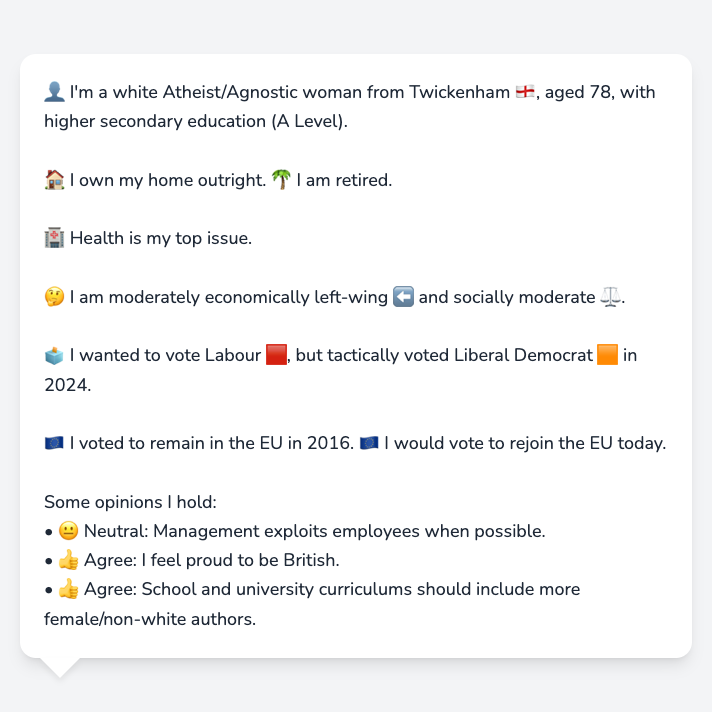 👤 I'm a white Atheist/Agnostic woman from Twickenham 🏴󠁧󠁢󠁥󠁮󠁧󠁿, aged 78, with
higher secondary education (A Level).
🏠 I own my home outright. 🌴 I am retired.
🏥 Health is my top issue.
🤔 I am moderately economically left-wing ⬅️ and socially moderate ⚖️.
🗳️ I wanted to vote Labour 🟥, but tactically voted Liberal Democrat 🟧 in
2024.
🇪🇺 I voted to remain in the EU in 2016. 🇪🇺 I would vote to rejoin the EU today.
Some opinions I hold:
• 😐 Neutral: Management exploits employees when possible.
• 👍 Agree: I feel proud to be British.
• 👍 Agree: School and university curriculums should include more
female/non-white authors.